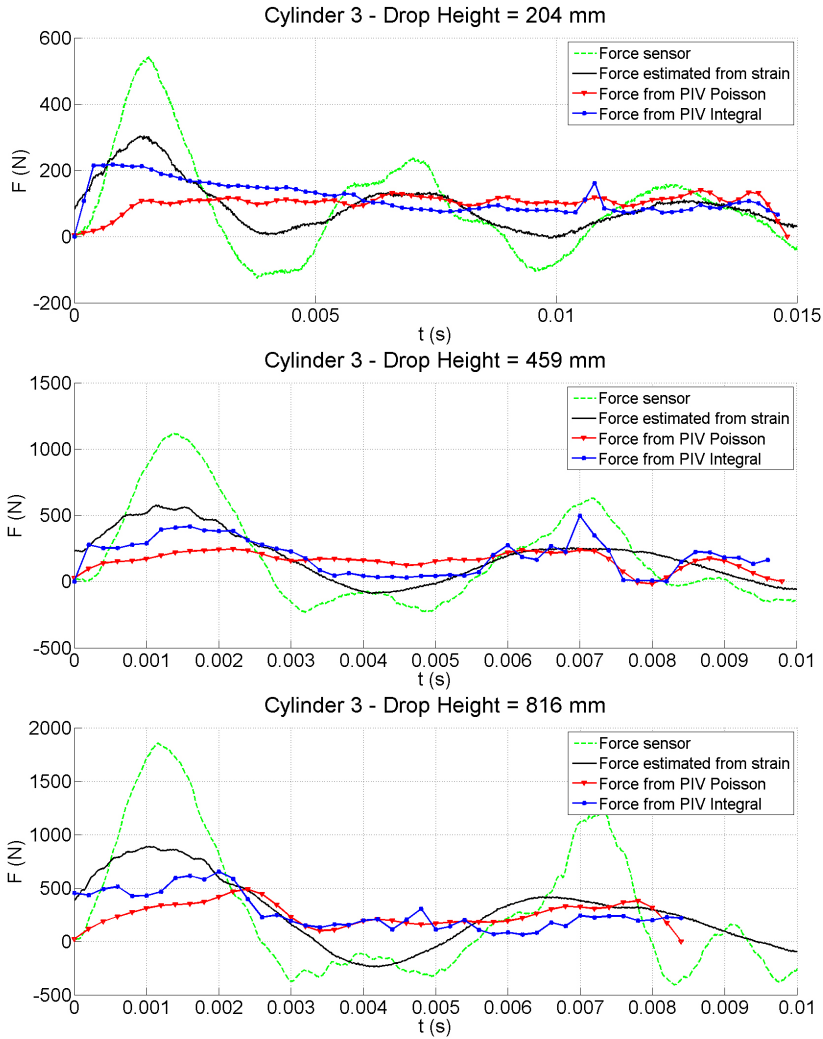 Cylinder 3 - Drop Height = 204 mm
600
400
200
0
-200
F (N)
Force sensor
Force estimated from strain
Force from PIV Poisson
Force from PIV Integral
0
0.005
0.01
0.015
t (s)
Cylinder 3 - Drop Height = 459 mm
1500
1000
500
0
-500
F (N)
Force sensor
Force estimated from strain
Force from PIV Poisson
Force from PIV Integral
0
0.001
0.002
0.003
0.004
0.005
0.006
0.007
0.008
0.009
0.01
t (s)
Cylinder 3 - Drop Height = 816 mm
2000
1500
1000
500
0
-500
F (N)
Force sensor
Force estimated from strain
Force from PIV Poisson
Force from PIV Integral
0
0.001
0.002
0.003
0.004
0.005
0.006
0.007
0.008
0.009
0.01
t (s)